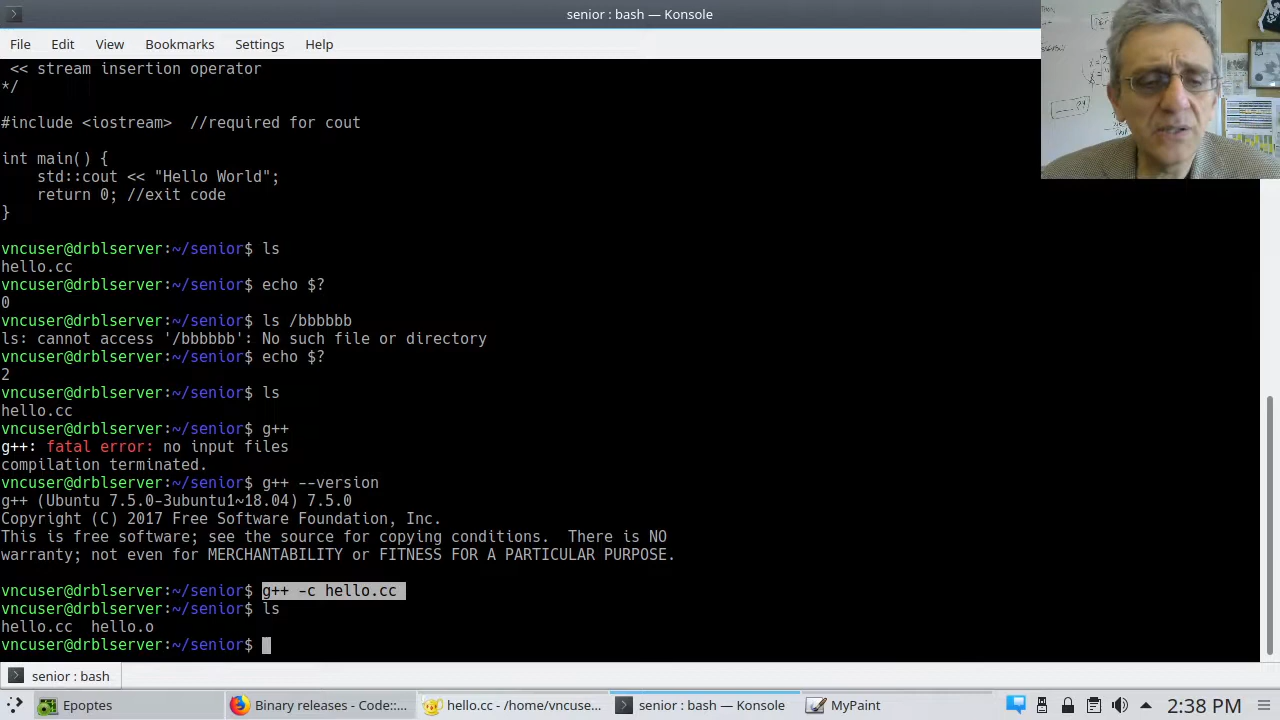 senior : bash — Konsole
File Edit View Bookmarks Settings Help
<< stream insertion operator
*/
#include <iostream>  //required for cout
int main() {
    std::cout << "Hello World";
    return 0; //exit code
}
vncuser@drblserver:~/senior$ ls
hello.cc
vncuser@drblserver:~/senior$ echo $?
0
vncuser@drblserver:~/senior$ ls /bbbbbb
ls: cannot access '/bbbbbb': No such file or directory
vncuser@drblserver:~/senior$ echo $?
2
vncuser@drblserver:~/senior$ ls
hello.cc
vncuser@drblserver:~/senior$ g++
g++: fatal error: no input files
compilation terminated.
vncuser@drblserver:~/senior$ g++ --version
g++ (Ubuntu 7.5.0-3ubuntu1~18.04) 7.5.0
Copyright (C) 2017 Free Software Foundation, Inc.
This is free software; see the source for copying conditions.  There is NO
warranty; not even for MERCHANTABILITY or FITNESS FOR A PARTICULAR PURPOSE.
vncuser@drblserver:~/senior$ g++ -c hello.cc
vncuser@drblserver:~/senior$ ls
hello.cc  hello.o
vncuser@drblserver:~/senior$
senior : bash
Epoptes Binary releases - Code::... hello.cc - /home/vncuse... senior : bash — Konsole MyPaint 2:38 PM